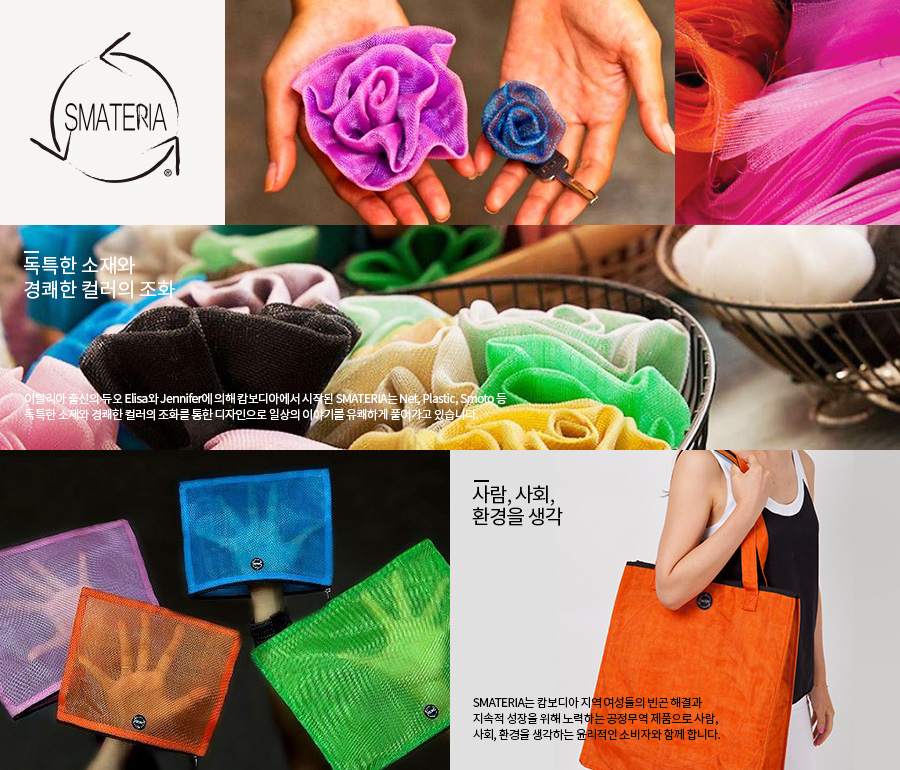 SMATERIA
®
독특한 소재와
경쾌한 컬러의 조화
이탈리아 출신의 듀오 Elisa와 Jennifer에 의해 캄보디아에서 시작된 SMATERIA는 Net, Plastic, Smoto 등
독특한 소재와 경쾌한 컬러의 조화를 통한 디자인으로 일상의 이야기를 유쾌하게 풀어가고 있습니다.
사람, 사회,
환경을 생각
SMATERIA는 캄보디아 지역 여성들의 빈곤 해결과
지속적 성장을 위해 노력하는 공정무역 제품으로 사람,
사회, 환경을 생각하는 윤리적인 소비자와 함께 합니다.